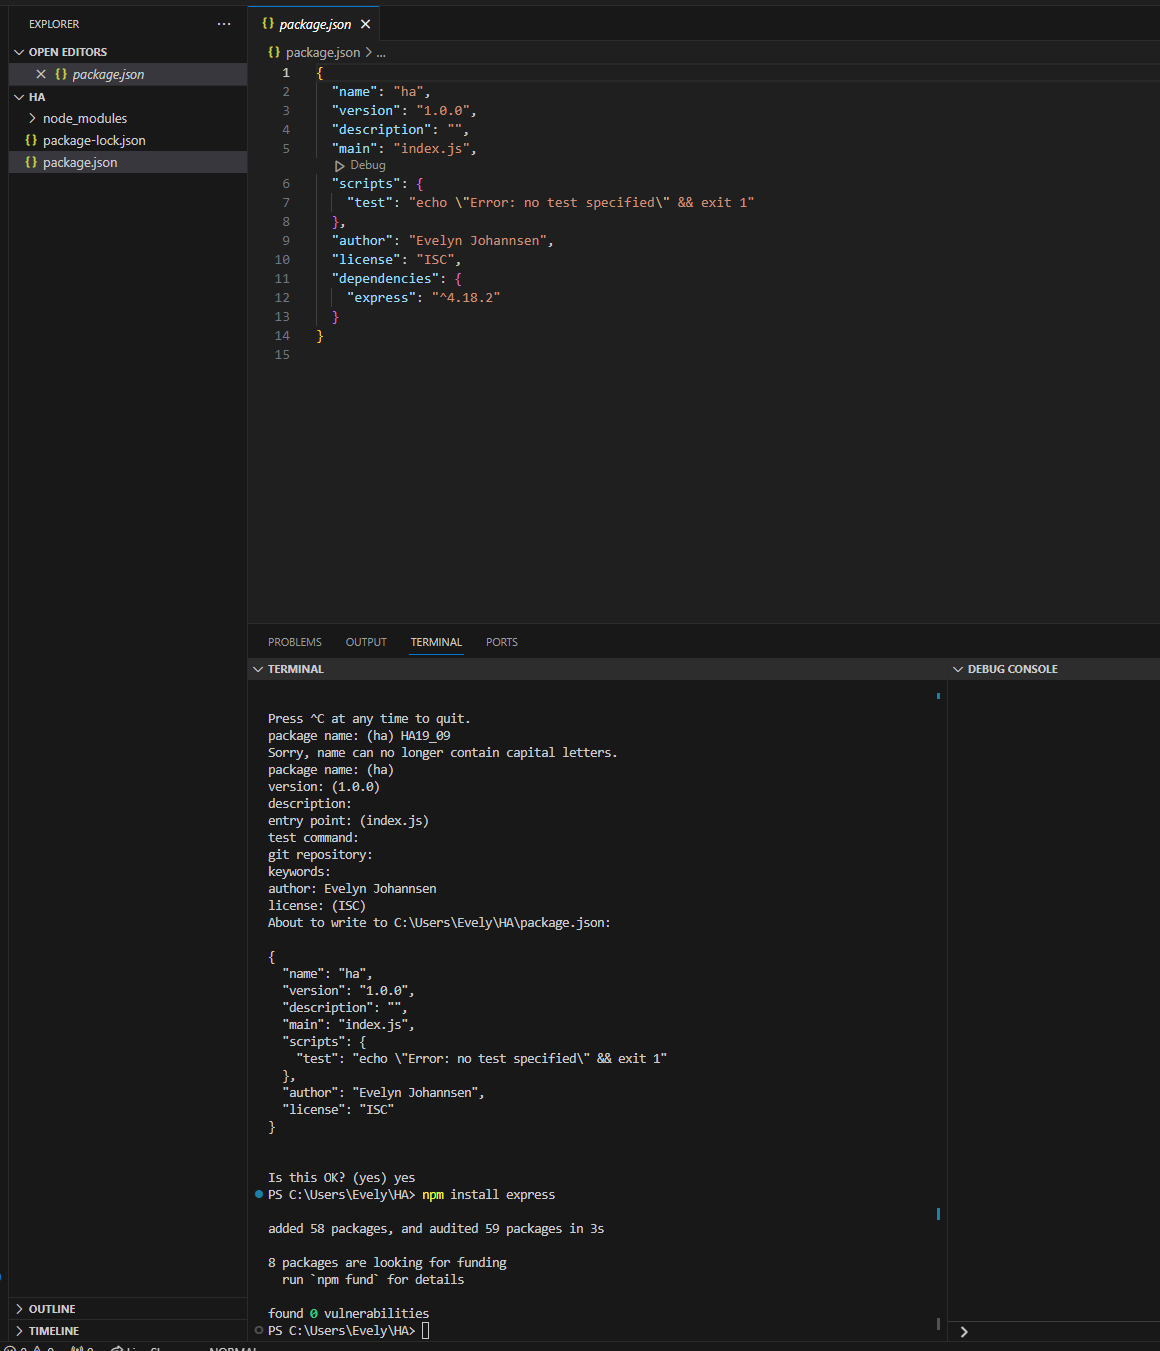 EXPLORER
...
OPEN EDITORS
{} package.json
HA
node_modules
{} package-lock.json
{} package.json
OUTLINE
TIMELINE
{} package.json
{} package.json > ...
1 {
2 "name": "ha",
3 "version": "1.0.0",
4 "description": "",
5 "main": "index.js",
Debug
6 "scripts": {
7 "test": "echo \"Error: no test specified\" && exit 1"
8 },
9 "author": "Evelyn Johannsen",
10 "license": "ISC",
11 "dependencies": {
12 "express": "^4.18.2"
13 }
14 }
15
PROBLEMS OUTPUT TERMINAL PORTS
TERMINAL
Press ^C at any time to quit.
package name: (ha) HA19_09
Sorry, name can no longer contain capital letters.
package name: (ha)
version: (1.0.0)
description:
entry point: (index.js)
test command:
git repository:
keywords:
author: Evelyn Johannsen
license: (ISC)
About to write to C:\Users\Evely\HA\package.json:
{
"name": "ha",
"version": "1.0.0",
"description": "",
"main": "index.js",
"scripts": {
"test": "echo \"Error: no test specified\" && exit 1"
},
"author": "Evelyn Johannsen",
"license": "ISC"
}
Is this OK? (yes) yes
PS C:\Users\Evely\HA> npm install express
added 58 packages, and audited 59 packages in 3s
8 packages are looking for funding
run `npm fund` for details
found 0 vulnerabilities
PS C:\Users\Evely\HA>
DEBUG CONSOLE
>